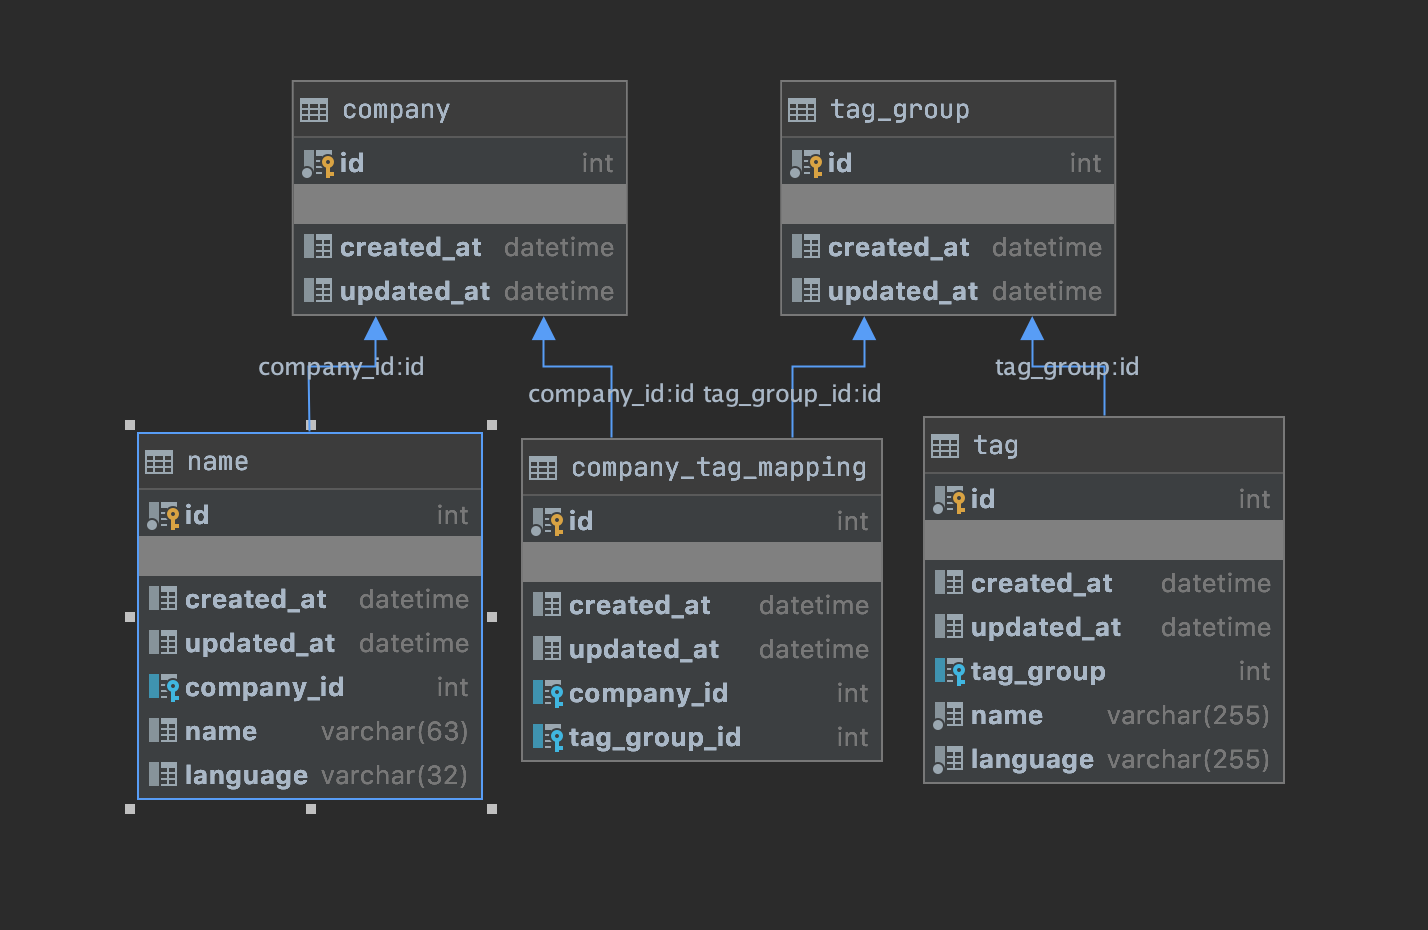 company
id int
created_at datetime
updated_at datetime
tag_group
id int
created_at datetime
updated_at datetime
company_id:id
company_id:id
tag_group_id:id
tag_group:id
name
id int
created_at datetime
updated_at datetime
company_id int
name varchar(63)
language varchar(32)
company_tag_mapping
id int
created_at datetime
updated_at datetime
company_id int
tag_group_id int
tag
id int
created_at datetime
updated_at datetime
tag_group int
name varchar(255)
language varchar(255)